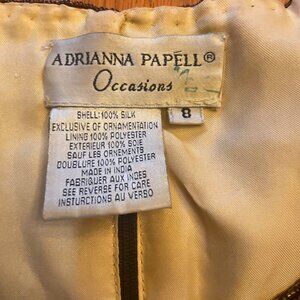 ADRIANNA PAPELL®
Occasions
8
SHELL: 100% SILK
EXCLUSIVE OF ORNAMENTATION
LINING 100% POLYESTER
EXTERIEUR 100% SOIE
SAUF LES ORNEMENTS
DOUBLURE 100% POLYESTER
MADE IN INDIA
FABRIQUER AUX INDES
SEE REVERSE FOR CARE
INSTRUCTIONS AU VERSO